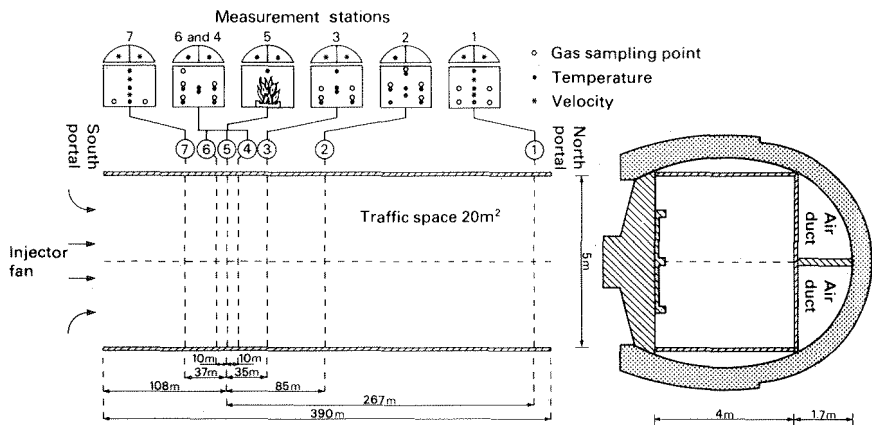 Measurement stations
7
6 and 4
5
3
2
1
Gas sampling point
Temperature
Velocity
South
portal
7
6
5
4
3
2
1
North
portal
Traffic space 20m²
Injector
fan
5m
Air
duct
Air
duct
10m
10m
37m
35m
108m
85m
267m
390m
4m
1.7m